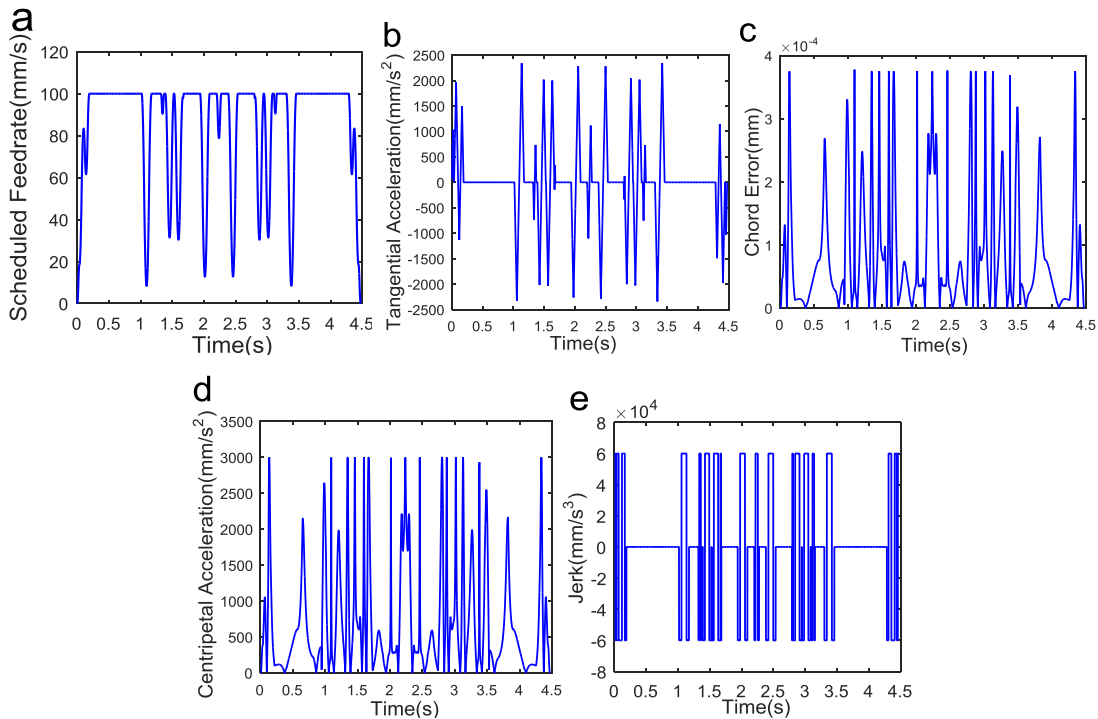 a
Scheduled Feedrate(mm/s)
120
100
80
60
40
20
0
0 0.5 1 1.5 2 2.5 3 3.5 4 4.5
Time(s)
b
Tangential Acceleration(mm/s²)
2500
2000
1500
1000
500
0
-500
-1000
-1500
-2000
-2500
0 0.5 1 1.5 2 2.5 3 3.5 4 4.5
Time(s)
c
×10⁻⁴
Chord Error(mm)
4
2
0
0 0.5 1 1.5 2 2.5 3 3.5 4 4.5
Time(s)
d
Centripetal Acceleration(mm/s²)
3500
3000
2500
2000
1500
1000
500
0
0 0.5 1 1.5 2 2.5 3 3.5 4 4.5
Time(s)
e
×10⁴
Jerk(mm/s³)
8
6
4
2
0
-2
-4
-6
-8
0 0.5 1 1.5 2 2.5 3 3.5 4 4.5
Time(s)